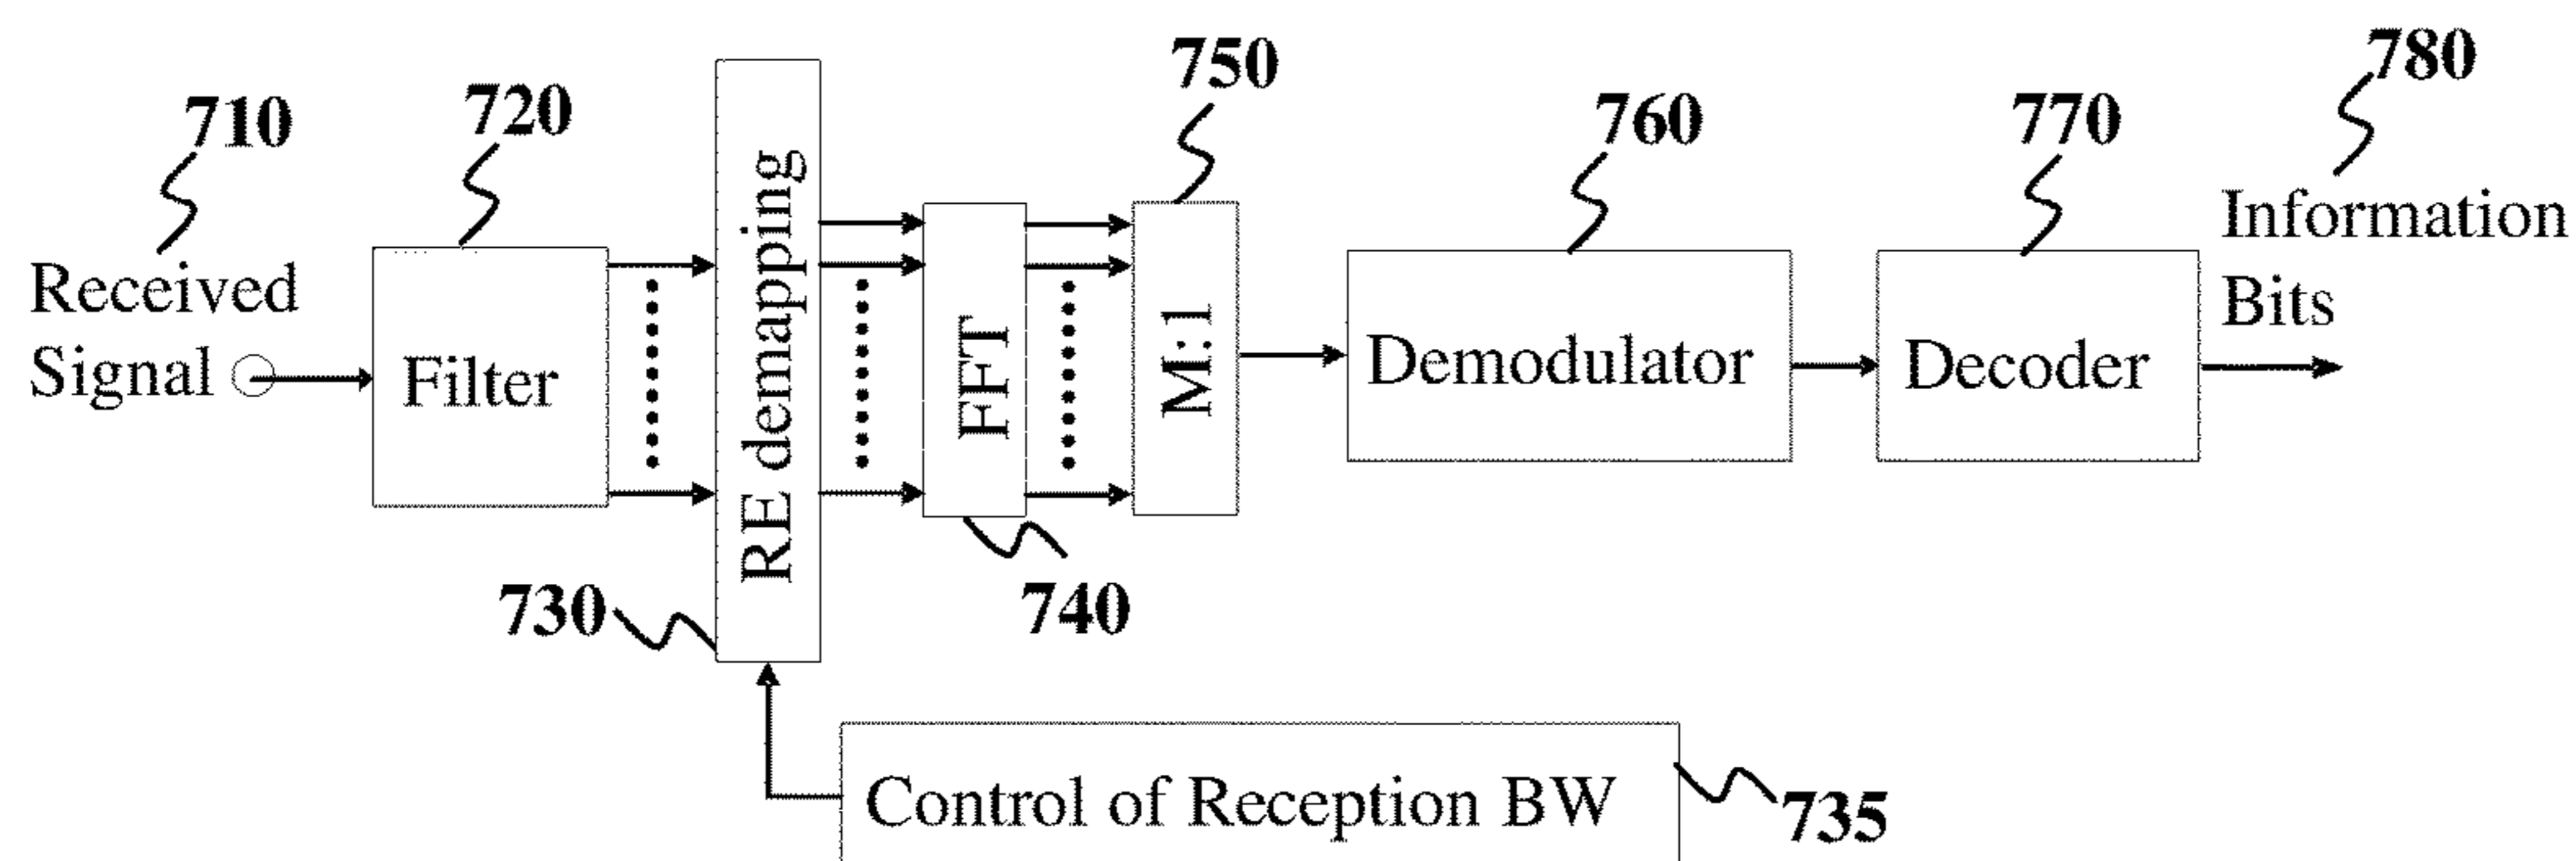 710
Received
Signal
720
Filter
730
RE demapping
740
FFT
750
M:1
760
Demodulator
770
Decoder
780
Information
Bits
Control of Reception BW
735